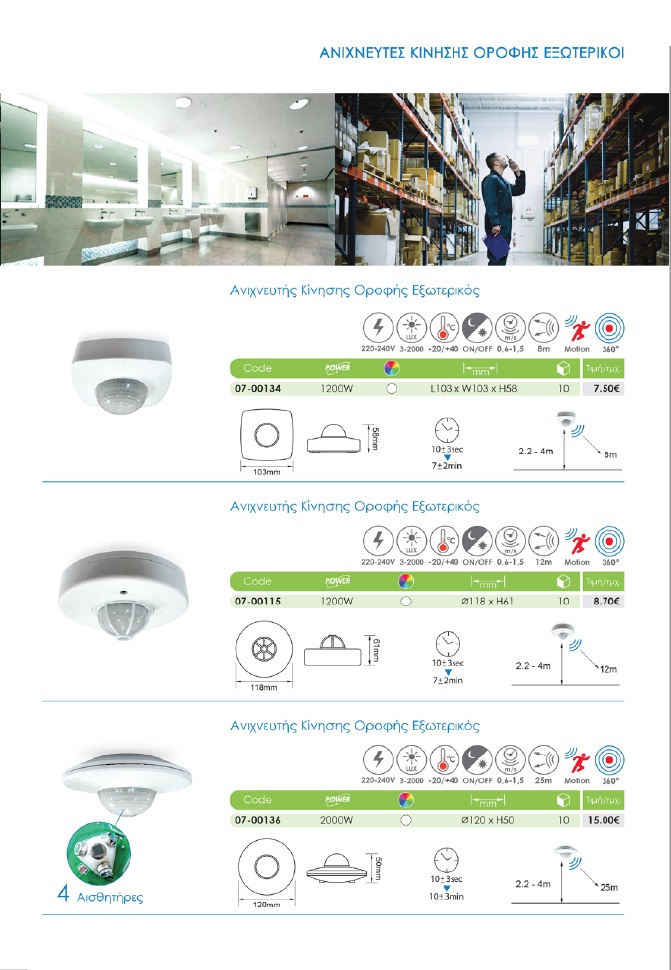 ΑΝΙΧΝΕΥΤΕΣ ΚΙΝΗΣΗΣ ΟΡΟΦΗΣ ΕΞΩΤΕΡΙΚΟΙ
Ανιχνευτής Κίνησης Οροφής Εξωτερικός
LUX °C m/s
220-240V 3-2000 -20/+40 ON/OFF 0,6-1,5 8m Motion 360°
Code POWER mm Τιμή/τμχ.
07-00134 1200W L103 x W103 x H58 10 7.50€
58mm
103mm
10±3sec
7±2min
2.2 - 4m
8m
Ανιχνευτής Κίνησης Οροφής Εξωτερικός
LUX °C m/s
220-240V 3-2000 -20/+40 ON/OFF 0,6-1,5 12m Motion 360°
Code POWER mm Τιμή/τμχ.
07-00115 1200W Ø118 x H61 10 8.70€
61mm
118mm
10±3sec
7±2min
2.2 - 4m
12m
Ανιχνευτής Κίνησης Οροφής Εξωτερικός
LUX °C m/s
220-240V 3-2000 -20/+40 ON/OFF 0,6-1,5 25m Motion 360°
Code POWER mm Τιμή/τμχ.
07-00136 2000W Ø120 x H50 10 15.00€
50mm
120mm
10±3sec
10±3min
2.2 - 4m
25m
4 Αισθητήρες